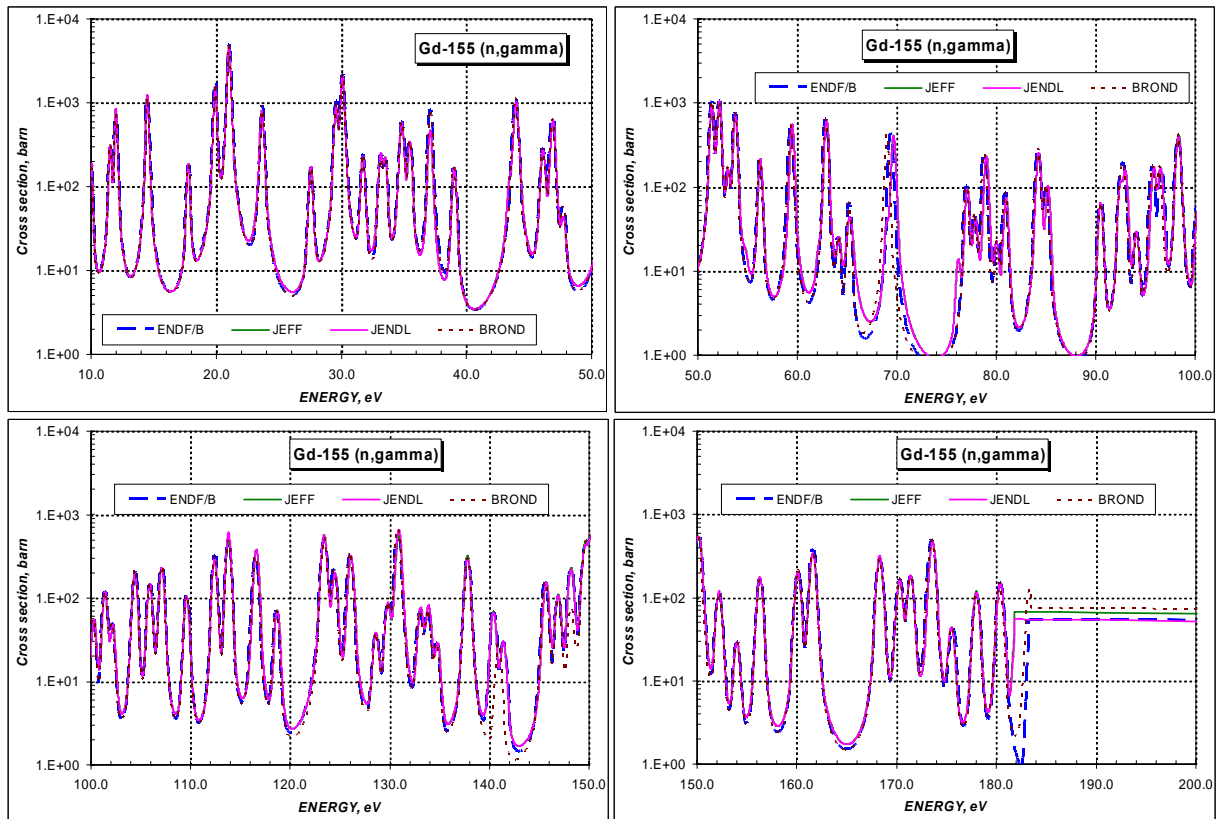 1.E+04
1.E+03
1.E+02
1.E+01
1.E+00
Cross section, barn
Gd-155 (n,gamma)
ENDF/B JEFF JENDL BROND
10.0 20.0 30.0 40.0 50.0
ENERGY, eV
1.E+04
1.E+03
1.E+02
1.E+01
1.E+00
Cross section, barn
Gd-155 (n,gamma)
ENDF/B JEFF JENDL BROND
50.0 60.0 70.0 80.0 90.0 100.0
ENERGY, eV
1.E+04
1.E+03
1.E+02
1.E+01
1.E+00
Cross section, barn
Gd-155 (n,gamma)
ENDF/B JEFF JENDL BROND
100.0 110.0 120.0 130.0 140.0 150.0
ENERGY, eV
1.E+04
1.E+03
1.E+02
1.E+01
1.E+00
Cross section, barn
Gd-155 (n,gamma)
ENDF/B JEFF JENDL BROND
150.0 160.0 170.0 180.0 190.0 200.0
ENERGY, eV